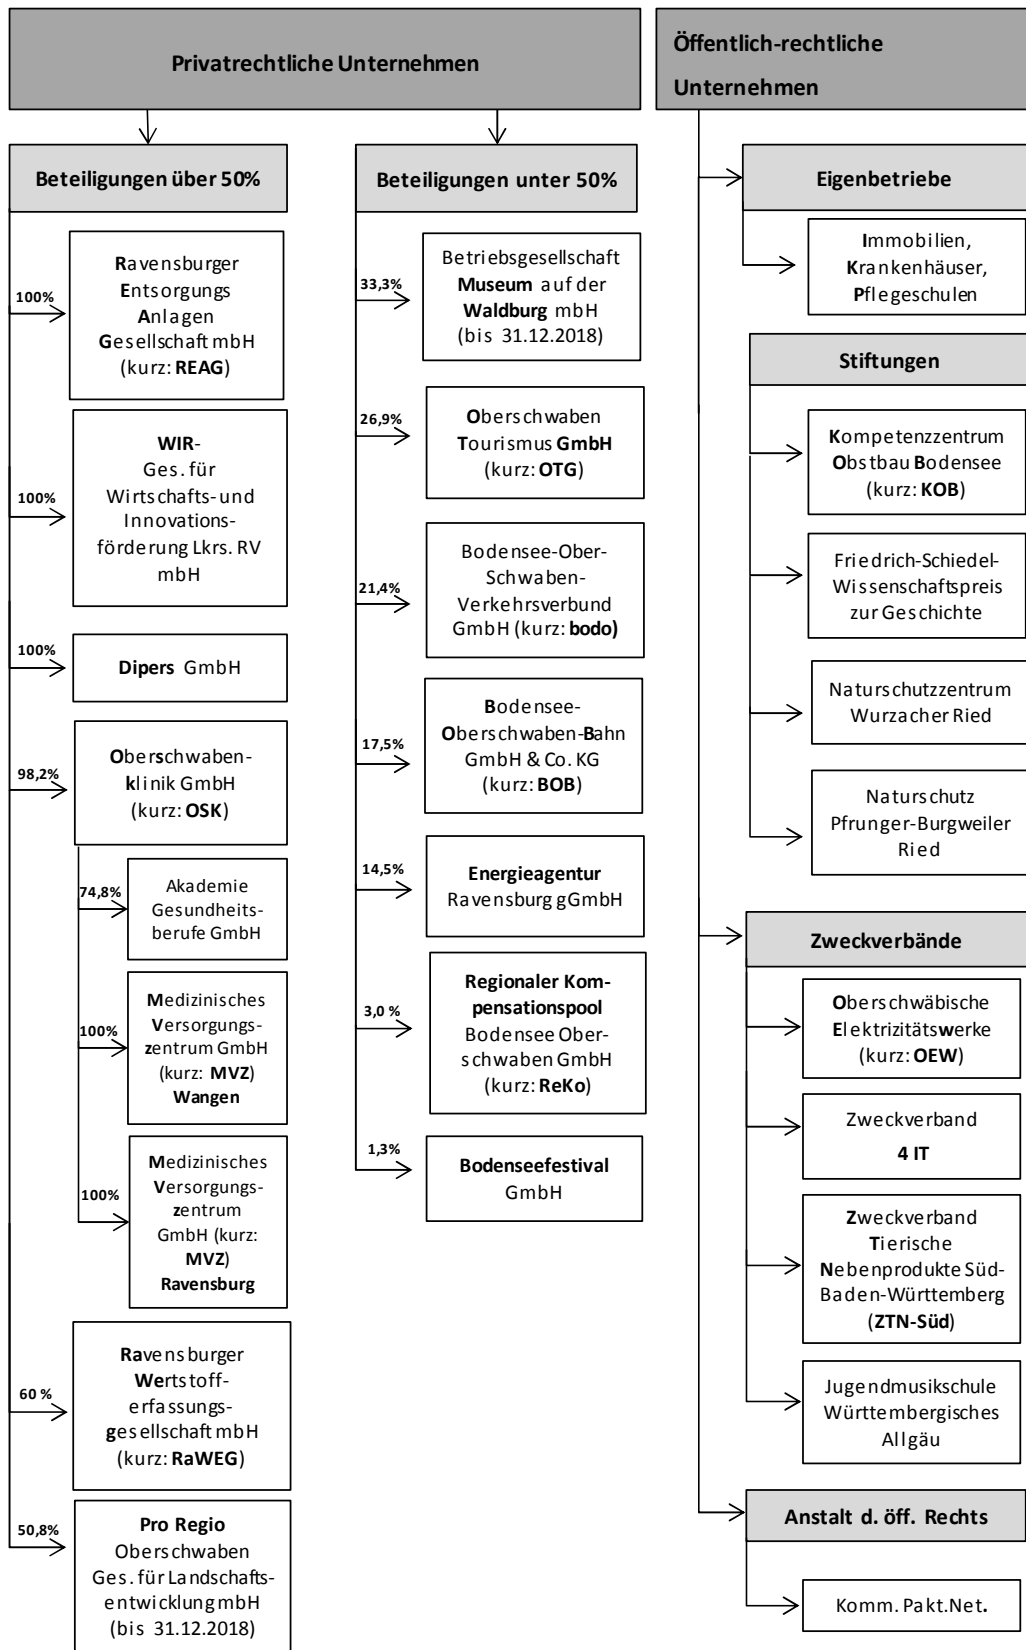 Privatrechtliche Unternehmen
Öffentlich-rechtliche
Unternehmen
Beteiligungen über 50%
100%
Ravensburger
Entsorgungs
Anlagen
Gesellschaft mbH
(kurz: REAG)
100%
WIR-
Ges. für
Wirtschafts- und
Innovations-
förderung Lkrs. RV
mbH
100%
Dipers GmbH
98,2%
Oberschwaben-
klinik GmbH
(kurz: OSK)
74,8%
Akademie
Gesundheits-
berufe GmbH
100%
Medizinisches
Versorgungs-
zentrum GmbH
(kurz: MVZ)
Wangen
100%
Medizinisches
Versorgungs-
zentrum
GmbH (kurz:
MVZ)
Ravensburg
60 %
Ravensburger
Wertstoff-
erfassungs-
gesellschaft mbH
(kurz: RaWEG)
50,8%
Pro Regio
Oberschwaben
Ges. für Landschafts-
entwicklung mbH
(bis 31.12.2018)
Beteiligungen unter 50%
33,3%
Betriebsgesellschaft
Museum auf der
Waldburg mbH
(bis 31.12.2018)
26,9%
Oberschwaben
Tourismus GmbH
(kurz: OTG)
21,4%
Bodensee-Ober-
Schwaben-
Verkehrsverbund
GmbH (kurz: bodo)
17,5%
Bodensee-
Oberschwaben-Bahn
GmbH & Co. KG
(kurz: BOB)
14,5%
Energieagentur
Ravensburg gGmbH
3,0 %
Regionaler Kom-
pensationspool
Bodensee Ober-
schwaben GmbH
(kurz: ReKo)
1,3%
Bodenseefestival
GmbH
Eigenbetriebe
Immobilien,
Krankenhäuser,
Pflegeschulen
Stiftungen
Kompetenzzentrum
Obstbau Bodensee
(kurz: KOB)
Friedrich-Schiedel-
Wissenschaftspreis
zur Geschichte
Naturschutzzentrum
Wurzacher Ried
Naturschutz
Pfrunger-Burgweiler
Ried
Zweckverbände
Oberschwäbische
Elektrizitätswerke
(kurz: OEW)
Zweckverband
4 IT
Zweckverband
Tierische
Nebenprodukte Süd-
Baden-Württemberg
(ZTN-Süd)
Jugendmusikschule
Württembergisches
Allgäu
Anstalt d. öff. Rechts
Komm. Pakt.Net.